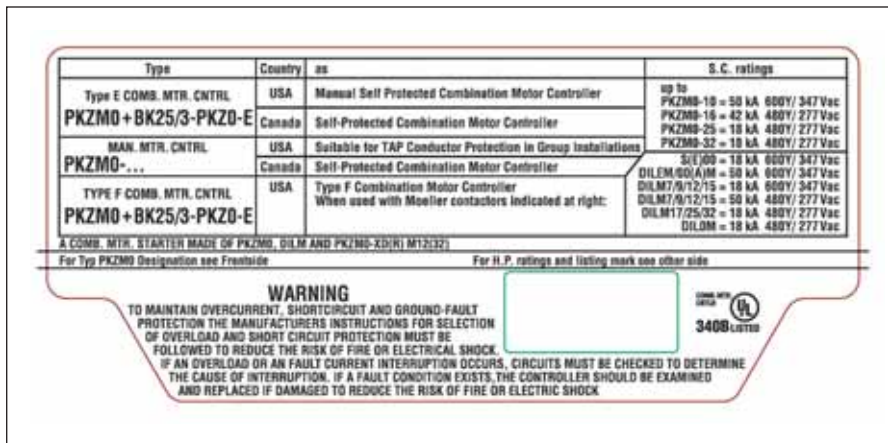 Type Country as S.C. ratings
Type E COMB. MTR. CNTRL
PKZM0+BK25/3-PKZ0-E
USA Manual Self Protected Combination Motor Controller
Canada Self-Protected Combination Motor Controller
up to
PKZM0-10 = 50 kA 600Y/ 347Vac
PKZM0-16 = 42 kA 480Y/ 277Vac
PKZM0-25 = 18 kA 480Y/ 277Vac
PKZM0-32 = 18 kA 480Y/ 277Vac
MAN. MTR. CNTRL
PKZM0-...
USA Suitable for TAP Conductor Protection in Group Installations
Canada Self-Protected Combination Motor Controller
TYPE F COMB. MTR. CNTRL
PKZM0+BK25/3-PKZ0-E
USA Type F Combination Motor Controller
When used with Moeller contactors indicated at right:
S(E)00 = 18 kA 600Y/ 347Vac
DILEM/00(A)M = 50 kA 600Y/ 347Vac
DILM7/9/12/15 = 18 kA 600Y/ 347Vac
DILM7/9/12/15 = 50 kA 480Y/ 277Vac
DILM17/25/32 = 18 kA 480Y/ 277Vac
DIL0M = 18 kA 480Y/ 277Vac
A COMB. MTR. STARTER MADE OF PKZM0, DILM AND PKZM0-XD(R) M12(32)
For Typ PKZM0 Designation see Frontside For H.P. ratings and listing mark see other side
WARNING
TO MAINTAIN OVERCURRENT, SHORTCIRCUIT AND GROUND-FAULT
PROTECTION THE MANUFACTURERS INSTRUCTIONS FOR SELECTION
OF OVERLOAD AND SHORT CIRCUIT PROTECTION MUST BE
FOLLOWED TO REDUCE THE RISK OF FIRE OR ELECTRICAL SHOCK.
IF AN OVERLOAD OR AN FAULT CURRENT INTERRUPTION OCCURS, CIRCUITS MUST BE CHECKED TO DETERMINE
THE CAUSE OF INTERRUPTION. IF A FAULT CONDITION EXISTS, THE CONTROLLER SHOULD BE EXAMINED
AND REPLACED IF DAMAGED TO REDUCE THE RISK OF FIRE OR ELECTRIC SHOCK
COMB. MTR
CNTLR
UL
340B LISTED